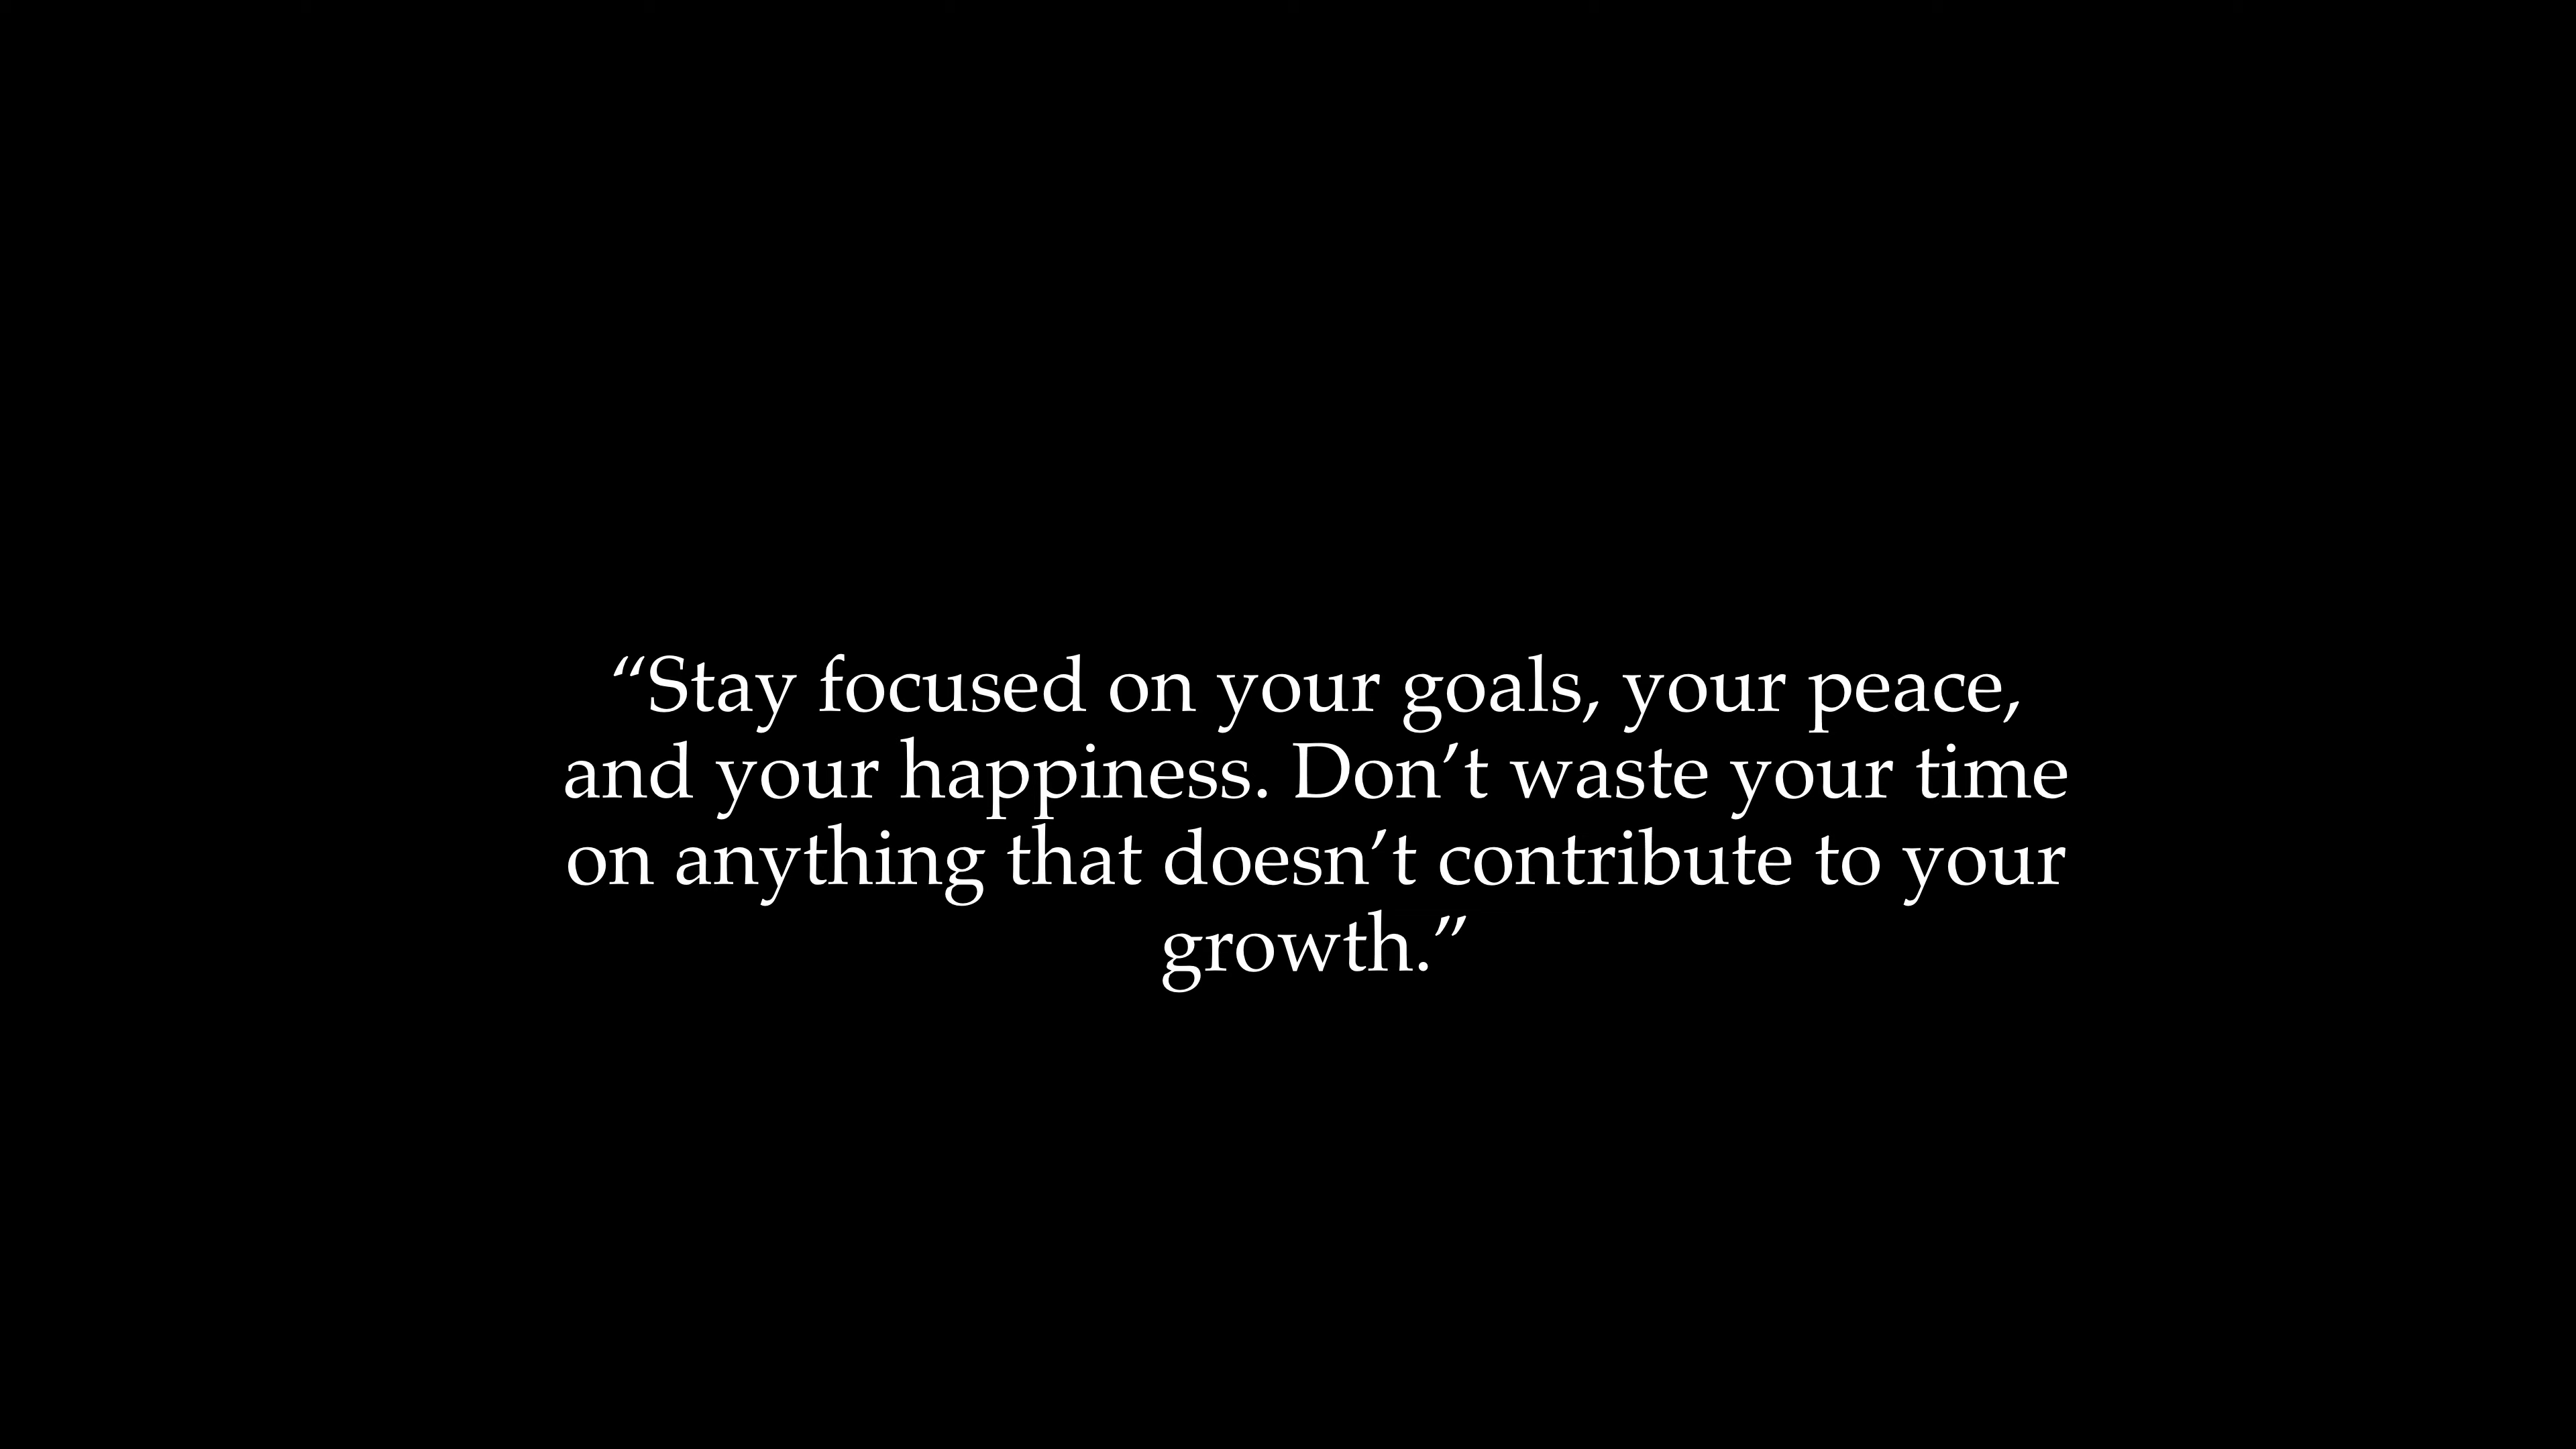 “Stay focused on your goals, your peace,
and your happiness. Don’t waste your time
on anything that doesn’t contribute to your
growth.”